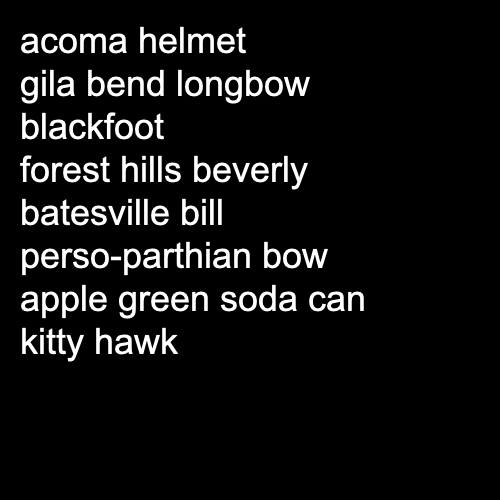 acoma helmet
gila bend longbow
blackfoot
forest hills beverly
batesville bill
perso-parthian bow
apple green soda can
kitty hawk